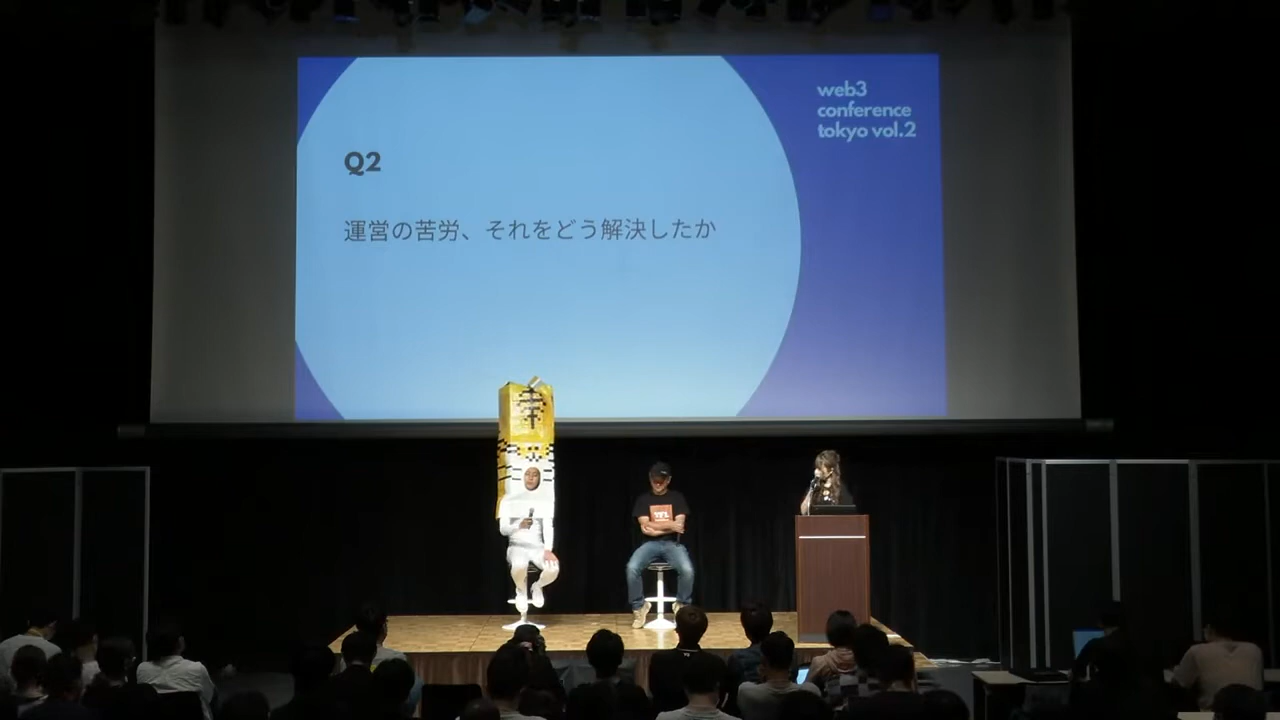 web3
conference
tokyo vol.2
Q2
運営の苦労、それをどう解決したか
幸